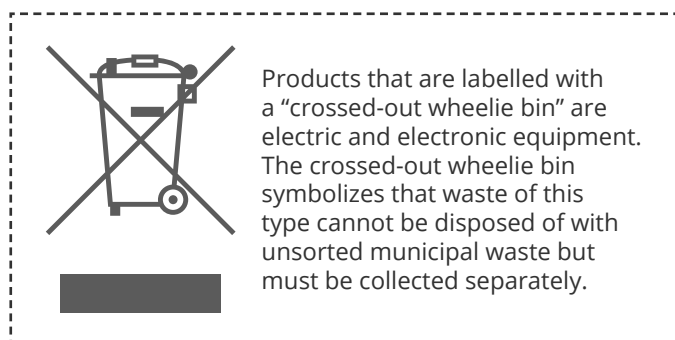 Products that are labelled with
a “crossed-out wheelie bin” are
electric and electronic equipment.
The crossed-out wheelie bin
symbolizes that waste of this
type cannot be disposed of with
unsorted municipal waste but
must be collected separately.